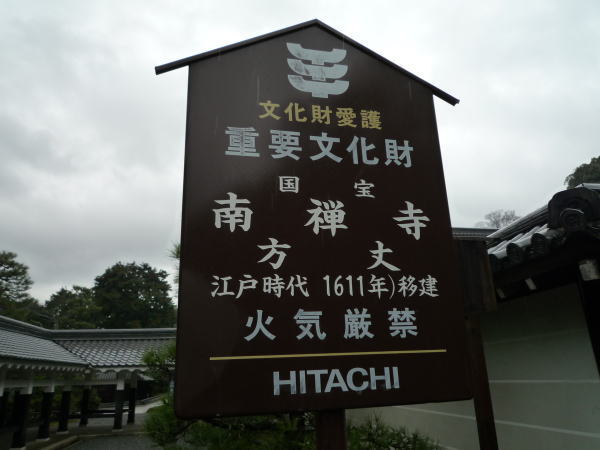 文化財愛護
重要文化財
国宝
南禅寺
方丈
江戸時代 1611年)移建
火気厳禁
HITACHI